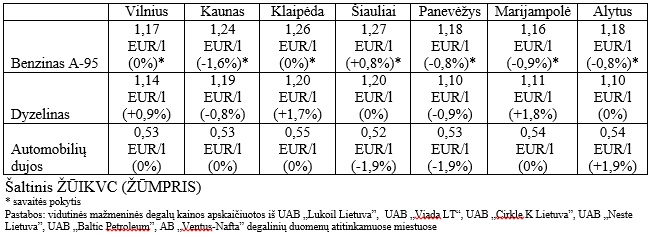 Vilnius Kaunas Klaipėda Šiauliai Panevėžys Marijampolė Alytus
1,17 1,24 1,26 1,27 1,18 1,16 1,18
EUR/l EUR/l EUR/l EUR/l EUR/l EUR/l EUR/l
Benzinas A-95 (0%)* (-1,6%)* (0%)* (+0,8%)* (-0,8%)* (-0,9%)* (-0,8%)*
1,14 1,19 1,20 1,20 1,10 1,11 1,10
EUR/l EUR/l EUR/l EUR/l EUR/l EUR/l EUR/l
Dyzelinas (+0,9%) (-0,8%) (+1,7%) (0%) (-0,9%) (+1,8%) (0%)
0,53 0,53 0,55 0,52 0,53 0,54 0,54
Automobilių EUR/l EUR/l EUR/l EUR/l EUR/l EUR/l EUR/l
dujos (0%) (0%) (0%) (-1,9%) (-1,9%) (0%) (+1,9%)
Šaltinis ŽŪIKVC (ŽŪMPRIS)
* savaitės pokytis
Pastabos: vidutinės mažmeninės degalų kainos apskaičiuotos iš UAB „Lukoil Lietuva”, UAB „Viada LT“, UAB „Cirkle K Lietuva”, UAB „Neste
Lietuva”, UAB „Baltic Petroleum”, AB „Ventus-Nafta” degalinių duomenų atitinkamuose miestuose